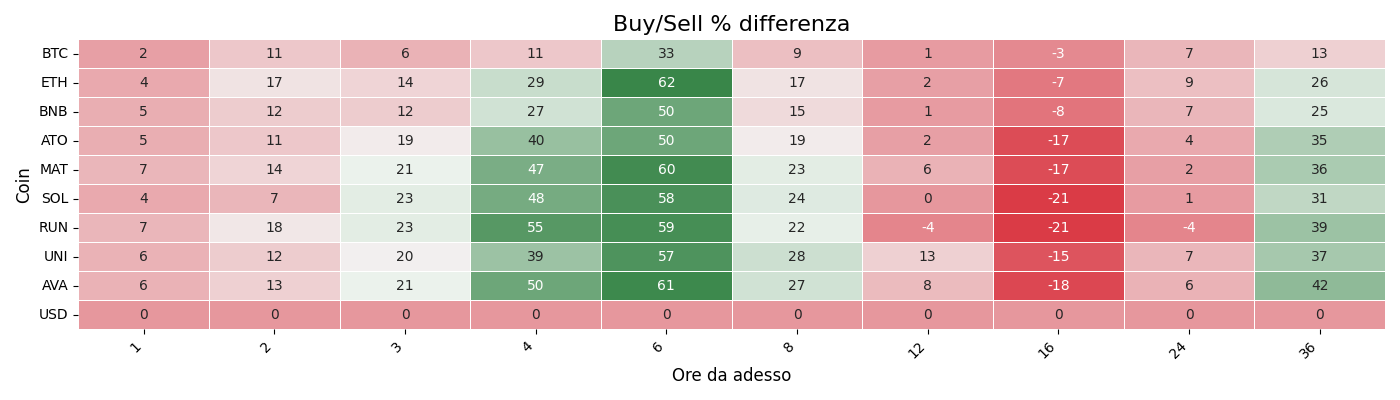 Buy/Sell % differenza
Coin
BTC 2 11 6 11 33 9 1 -3 7 13
ETH 4 17 14 29 62 17 2 -7 9 26
BNB 5 12 12 27 50 15 1 -8 7 25
ATO 5 11 19 40 50 19 2 -17 4 35
MAT 7 14 21 47 60 23 6 -17 2 36
SOL 4 7 23 48 58 24 0 -21 1 31
RUN 7 18 23 55 59 22 -4 -21 -4 39
UNI 6 12 20 39 57 28 13 -15 7 37
AVA 6 13 21 50 61 27 8 -18 6 42
USD 0 0 0 0 0 0 0 0 0 0
1 2 3 4 6 8 12 16 24 36
Ore da adesso